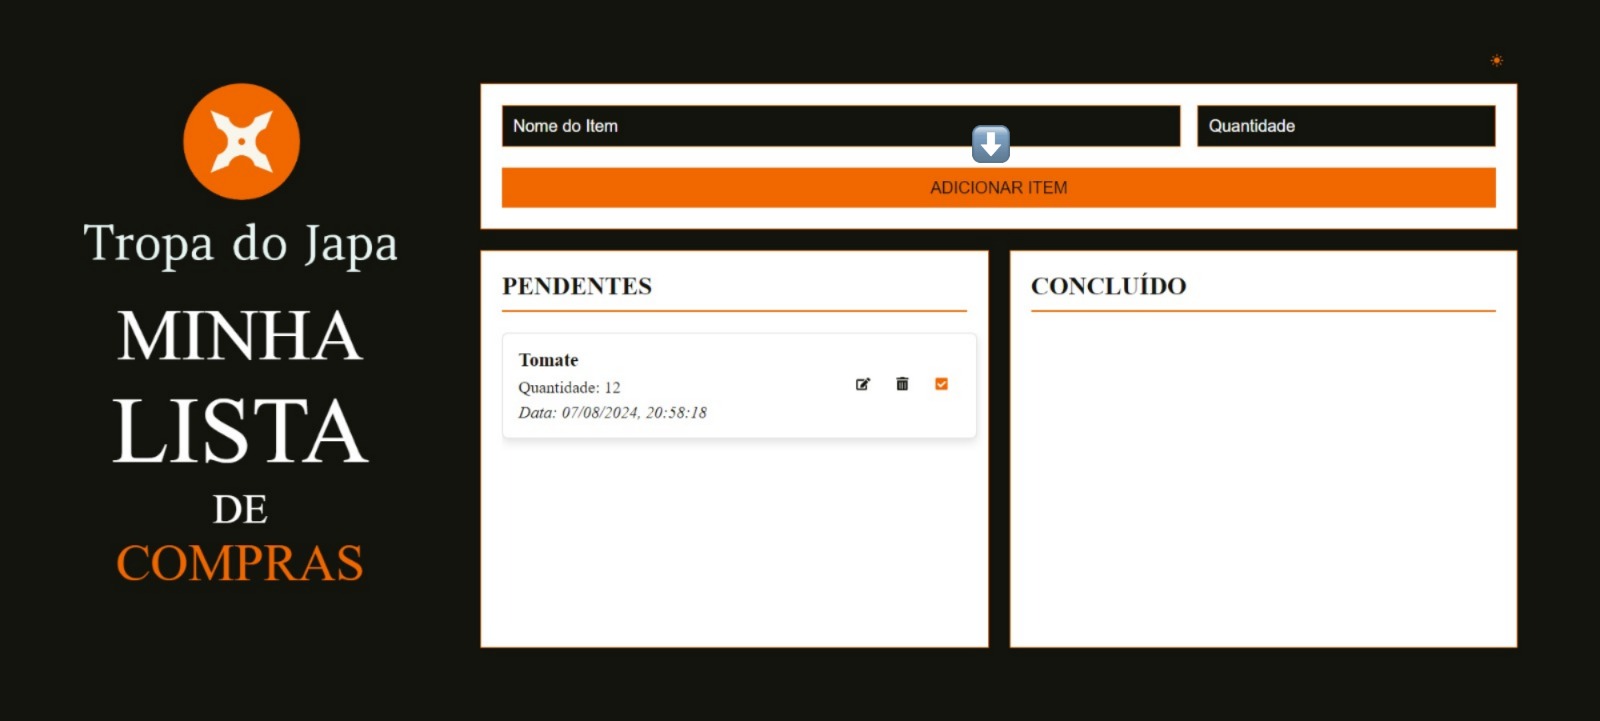 Tropa do Japa
MINHA
LISTA
DE
COMPRAS
Nome do Item
Quantidade
ADICIONAR ITEM
PENDENTES
Tomate
Quantidade: 12
Data: 07/08/2024, 20:58:18
CONCLUÍDO